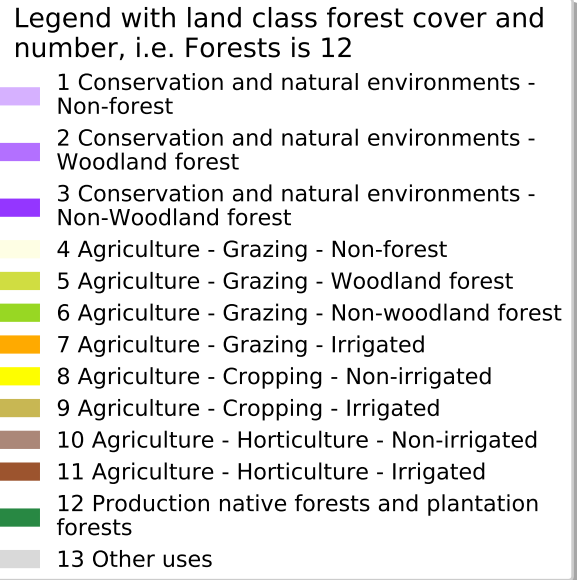 Legend with land class forest cover and
number, i.e. Forests is 12
1 Conservation and natural environments -
Non-forest
2 Conservation and natural environments -
Woodland forest
3 Conservation and natural environments -
Non-Woodland forest
4 Agriculture - Grazing - Non-forest
5 Agriculture - Grazing - Woodland forest
6 Agriculture - Grazing - Non-woodland forest
7 Agriculture - Grazing - Irrigated
8 Agriculture - Cropping - Non-irrigated
9 Agriculture - Cropping - Irrigated
10 Agriculture - Horticulture - Non-irrigated
11 Agriculture - Horticulture - Irrigated
12 Production native forests and plantation
forests
13 Other uses